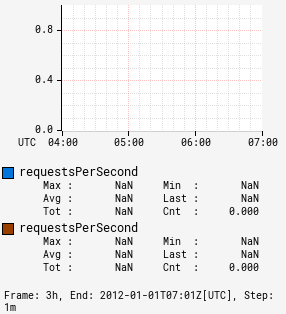 0.8
0.4
0.0
UTC 04:00 05:00 06:00 07:00
requestsPerSecond
Max : NaN Min : NaN
Avg : NaN Last : NaN
Tot : NaN Cnt : 0.000
requestsPerSecond
Max : NaN Min : NaN
Avg : NaN Last : NaN
Tot : NaN Cnt : 0.000
Frame: 3h, End: 2012-01-01T07:01Z[UTC], Step:
1m